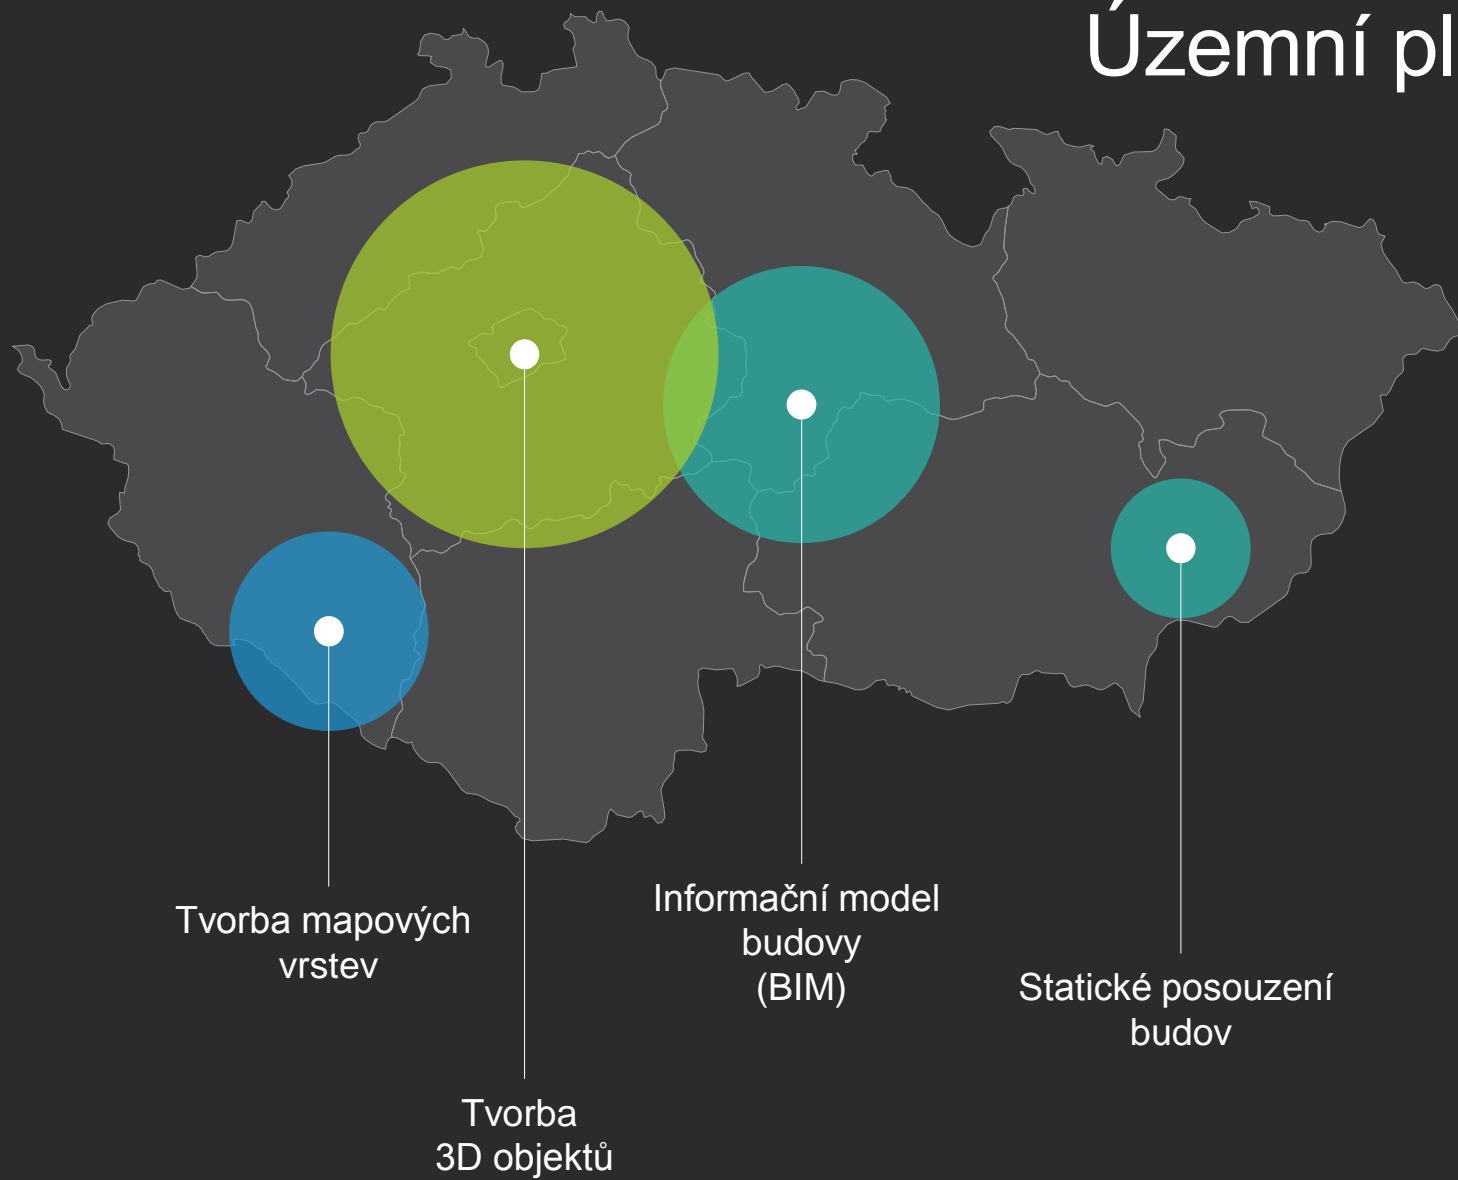 Územní pl
Tvorba mapových
vrstev
Informační model
budovy
(BIM)
Statické posouzení
budov
Tvorba
3D objektů